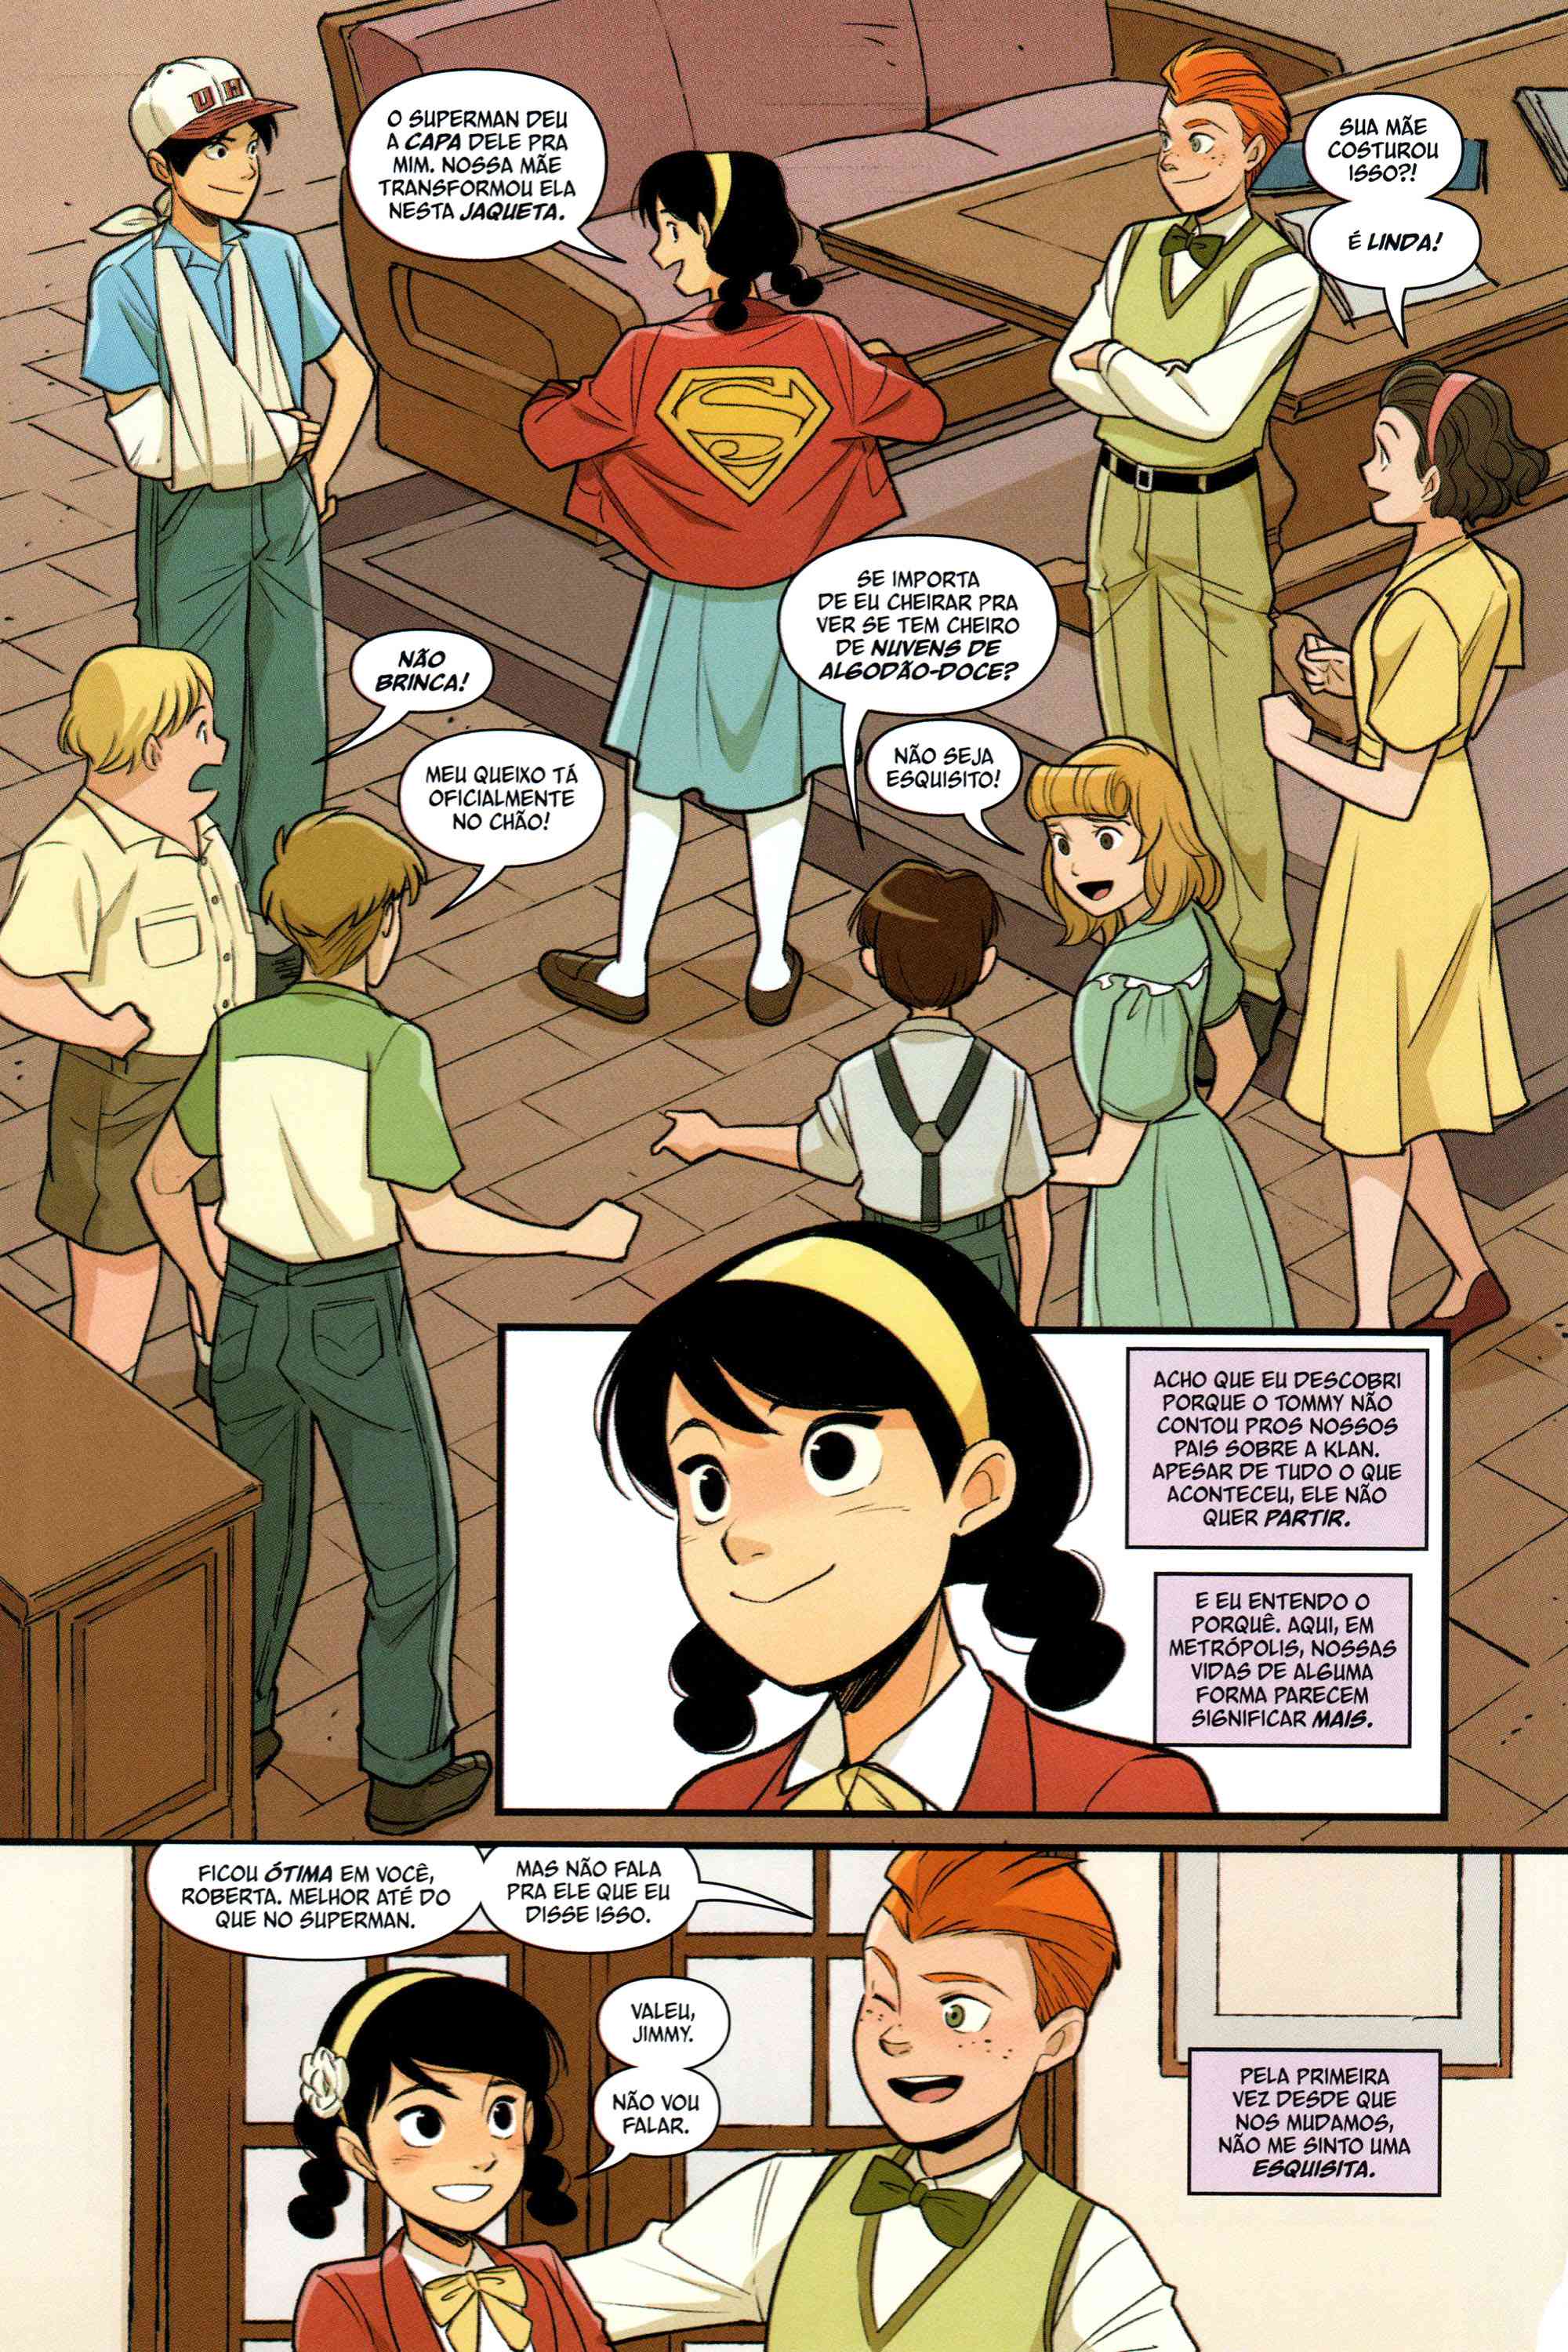 UH
O SUPERMAN DEU
A CAPA DELE PRA
MIM. NOSSA MÃE
TRANSFORMOU ELA
NESTA JAQUETA.
SUA MÃE
COSTUROU
ISSO?!
É LINDA!
NÃO
BRINCA!
MEU QUEIXO TÁ
OFICIALMENTE
NO CHÃO!
SE IMPORTA
DE EU CHEIRAR PRA
VER SE TEM CHEIRO
DE NUVENS DE
ALGODÃO-DOCE?
NÃO SEJA
ESQUISITO!
ACHO QUE EU DESCOBRI
PORQUE O TOMMY NÃO
CONTOU PROS NOSSOS
PAIS SOBRE A KLAN.
APESAR DE TUDO O QUE
ACONTECEU, ELE NÃO
QUER PARTIR.
E EU ENTENDO O
PORQUÊ. AQUI, EM
METRÓPOLIS, NOSSAS
VIDAS DE ALGUMA
FORMA PARECEM
SIGNIFICAR MAIS.
FICOU ÓTIMA EM VOCÊ,
ROBERTA. MELHOR ATÉ DO
QUE NO SUPERMAN.
MAS NÃO FALA
PRA ELE QUE EU
DISSE ISSO.
VALEU,
JIMMY.
NÃO VOU
FALAR.
PELA PRIMEIRA
VEZ DESDE QUE
NOS MUDAMOS,
NÃO ME SINTO UMA
ESQUISITA.